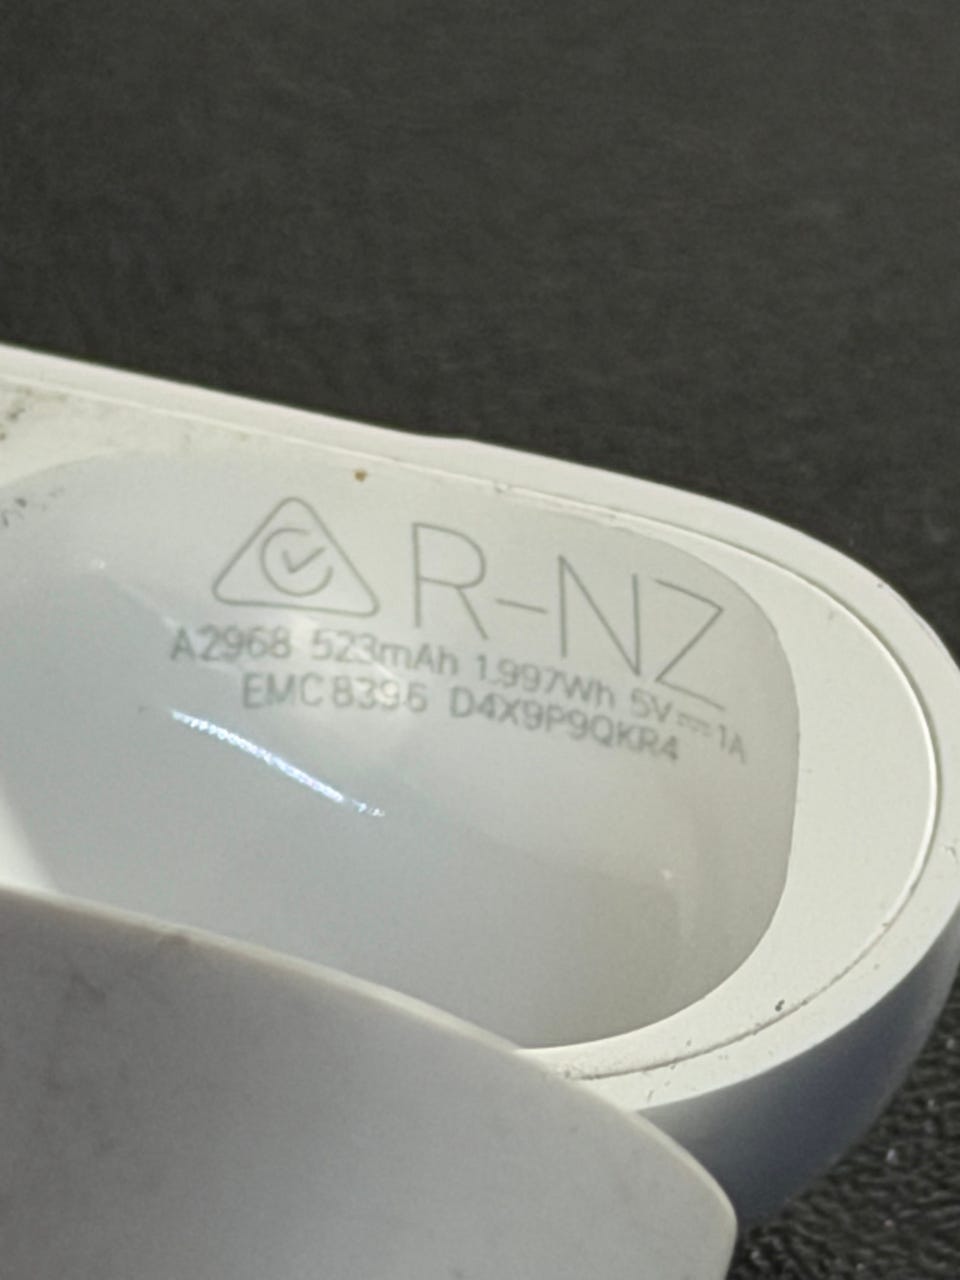 R-NZ
A2968 523mAh 1.997Wh 5V⎓1A
EMC 8396 D4X9P9QKR4